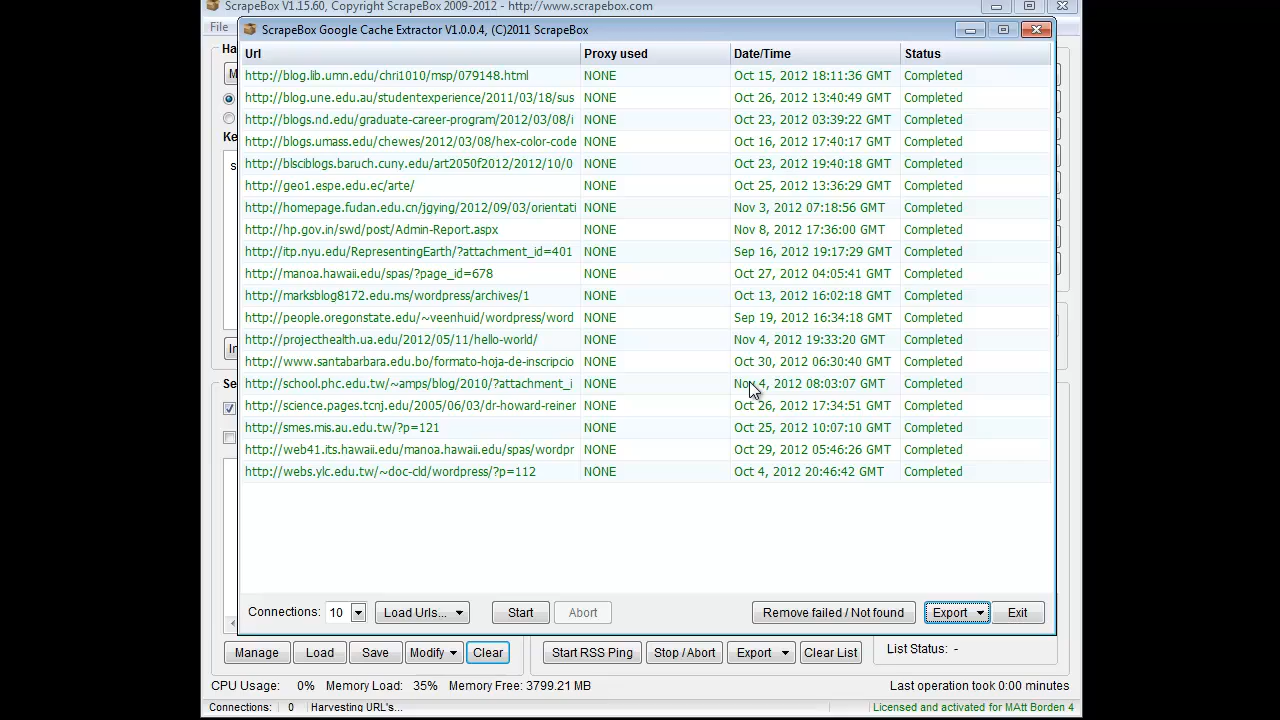 ScrapeBox V1.15.60, Copyright ScrapeBox 2009-2012 - http://www.scrapebox.com
File
ScrapeBox Google Cache Extractor V1.0.0.4, (C)2011 ScrapeBox
Url Proxy used Date/Time Status
http://blog.lib.umn.edu/chri1010/msp/079148.html NONE Oct 15, 2012 18:11:36 GMT Completed
http://blog.une.edu.au/studentexperience/2011/03/18/sus NONE Oct 26, 2012 13:40:49 GMT Completed
http://blogs.nd.edu/graduate-career-program/2012/03/08/i NONE Oct 23, 2012 03:39:22 GMT Completed
http://blogs.umass.edu/chewes/2012/03/08/hex-color-code NONE Oct 16, 2012 17:40:17 GMT Completed
http://blsciblogs.baruch.cuny.edu/art2050f2012/2012/10/0 NONE Oct 23, 2012 19:40:18 GMT Completed
http://geo1.espe.edu.ec/arte/ NONE Oct 25, 2012 13:36:29 GMT Completed
http://homepage.fudan.edu.cn/jgying/2012/09/03/orientati NONE Nov 3, 2012 07:18:56 GMT Completed
http://hp.gov.in/swd/post/Admin-Report.aspx NONE Nov 8, 2012 17:36:00 GMT Completed
http://itp.nyu.edu/RepresentingEarth/?attachment_id=401 NONE Sep 16, 2012 19:17:29 GMT Completed
http://manoa.hawaii.edu/spas/?page_id=678 NONE Oct 27, 2012 04:05:41 GMT Completed
http://marksblog8172.edu.ms/wordpress/archives/1 NONE Oct 13, 2012 16:02:18 GMT Completed
http://people.oregonstate.edu/~veenhuid/wordpress/word NONE Sep 19, 2012 16:34:18 GMT Completed
http://projecthealth.ua.edu/2012/05/11/hello-world/ NONE Nov 4, 2012 19:33:20 GMT Completed
http://www.santabarbara.edu.bo/formato-hoja-de-inscripcio NONE Oct 30, 2012 06:30:40 GMT Completed
http://school.phc.edu.tw/~amps/blog/2010/?attachment_i NONE Nov 4, 2012 08:03:07 GMT Completed
http://science.pages.tcnj.edu/2005/06/03/dr-howard-reiner NONE Oct 26, 2012 17:34:51 GMT Completed
http://smes.mis.au.edu.tw/?p=121 NONE Oct 25, 2012 10:07:10 GMT Completed
http://web41.its.hawaii.edu/manoa.hawaii.edu/spas/wordpr NONE Oct 29, 2012 05:46:26 GMT Completed
http://webs.ylc.edu.tw/~doc-cld/wordpress/?p=112 NONE Oct 4, 2012 20:46:42 GMT Completed
Connections: 10 Load Urls... Start Abort Remove failed / Not found Export Exit
Manage Load Save Modify Clear Start RSS Ping Stop / Abort Export Clear List List Status: -
CPU Usage: 0% Memory Load: 35% Memory Free: 3799.21 MB Last operation took 0:00 minutes
Connections: 0 Harvesting URL's... Licensed and activated for MAtt Borden 4